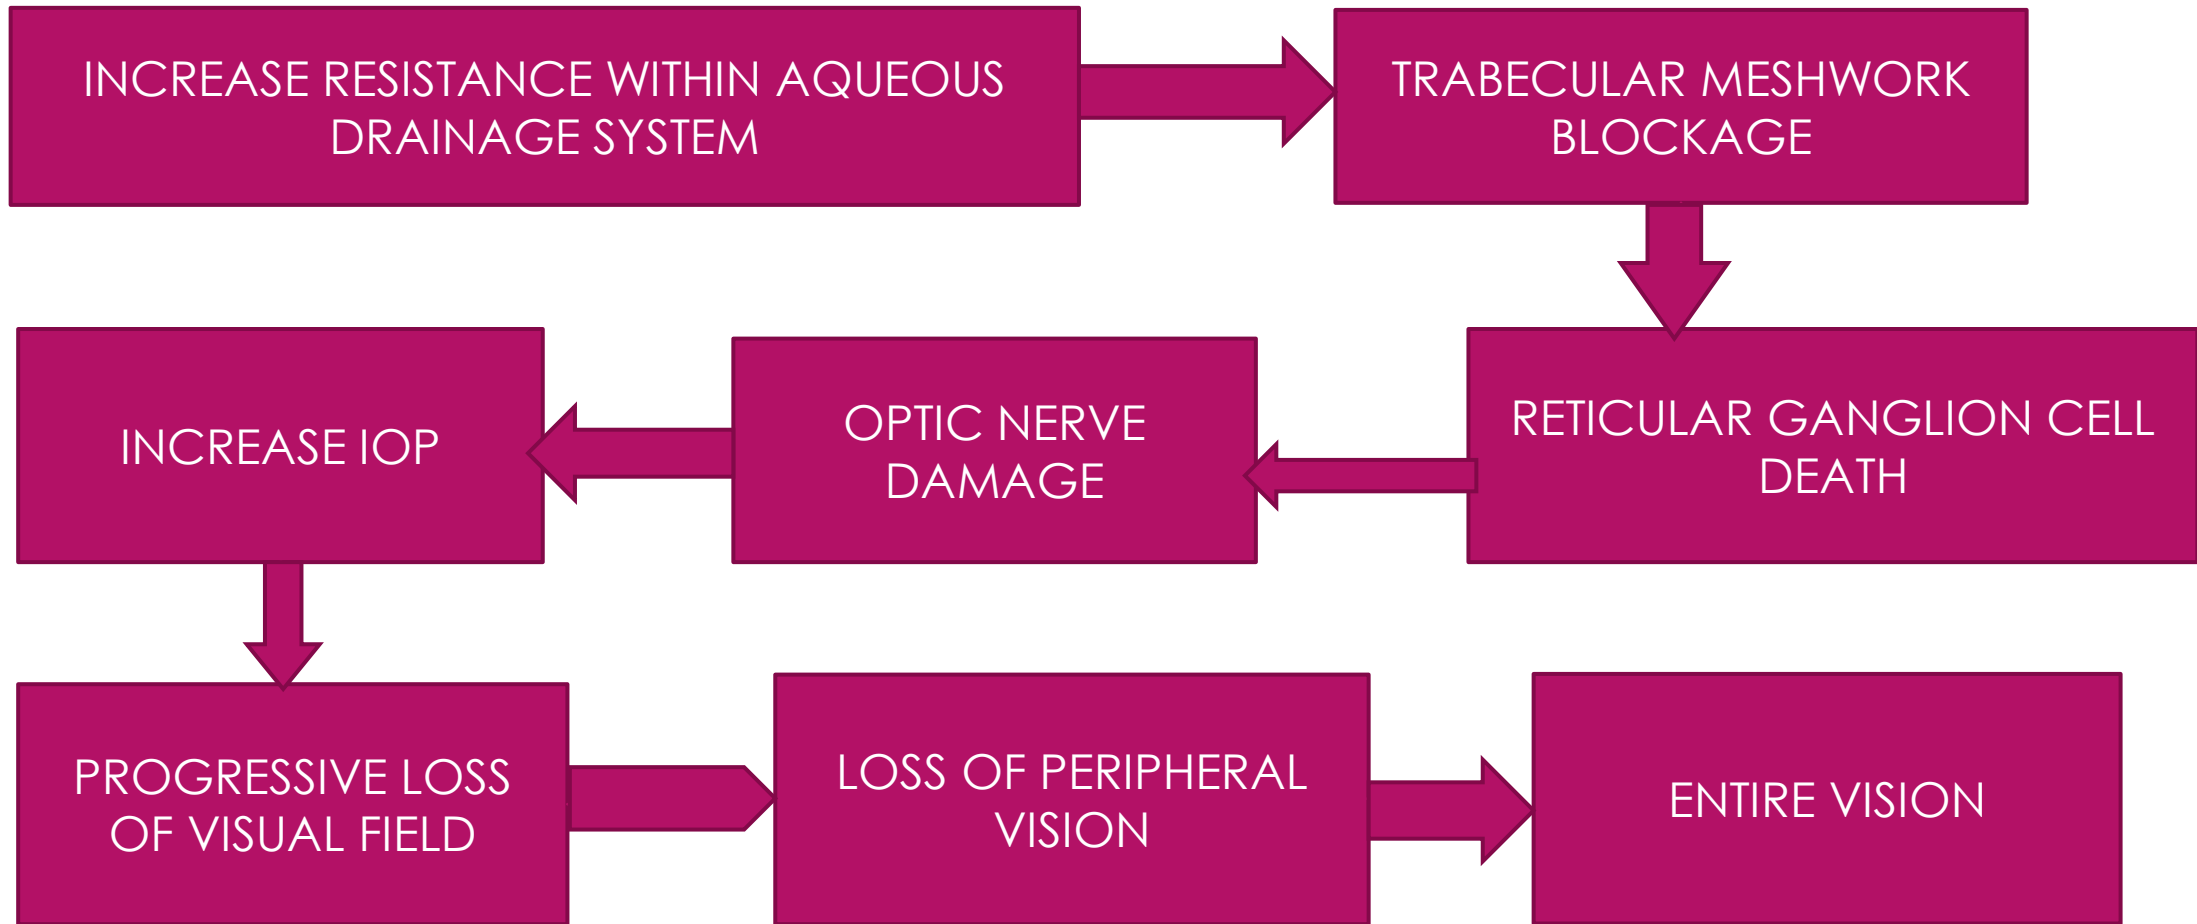 INCREASE RESISTANCE WITHIN AQUEOUS
DRAINAGE SYSTEM
TRABECULAR MESHWORK
BLOCKAGE
RETICULAR GANGLION CELL
DEATH
OPTIC NERVE
DAMAGE
INCREASE IOP
PROGRESSIVE LOSS
OF VISUAL FIELD
LOSS OF PERIPHERAL
VISION
ENTIRE VISION